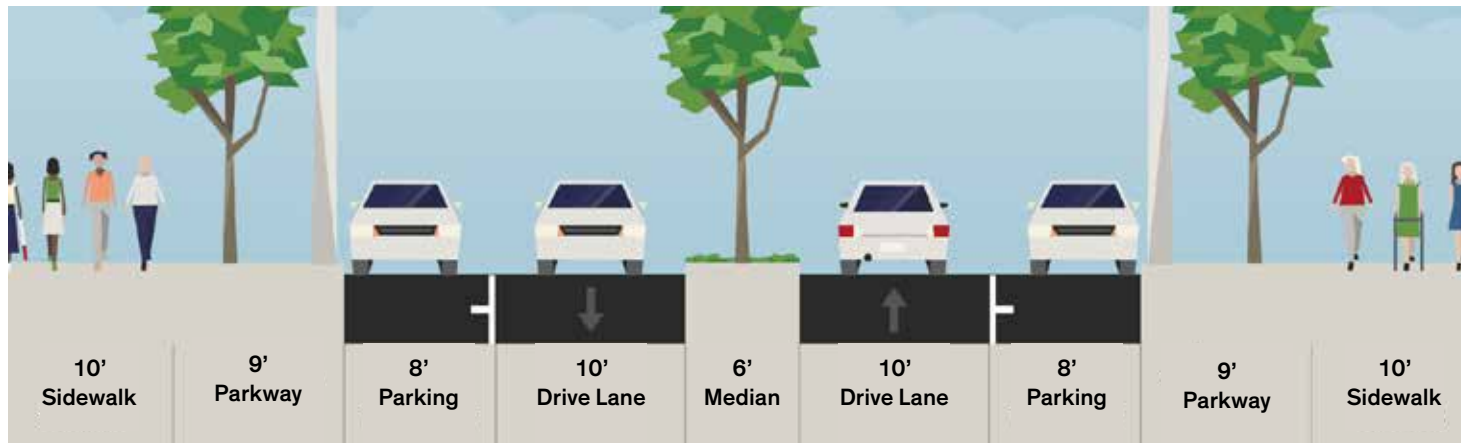 10’
Sidewalk
9’
Parkway
8’
Parking
10’
Drive Lane
6’
Median
10’
Drive Lane
8’
Parking
9’
Parkway
10’
Sidewalk